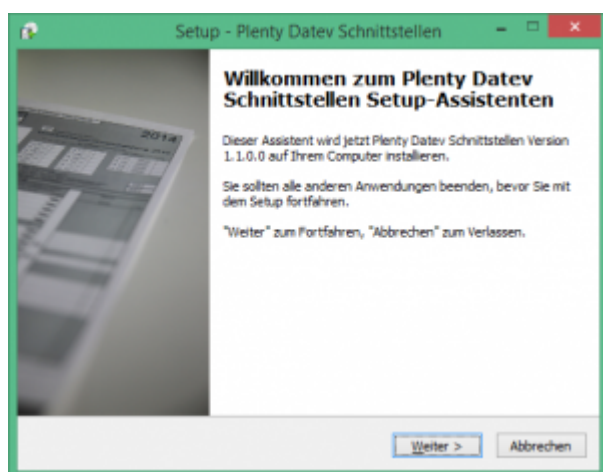 Setup - Plenty Datev Schnittstellen
2014
Willkommen zum Plenty Datev
Schnittstellen Setup-Assistenten
Dieser Assistent wird jetzt Plenty Datev Schnittstellen Version
1.1.0.0 auf Ihrem Computer installieren.
Sie sollten alle anderen Anwendungen beenden, bevor Sie mit
dem Setup fortfahren.
"Weiter" zum Fortfahren, "Abbrechen" zum Verlassen.
Weiter >
Abbrechen